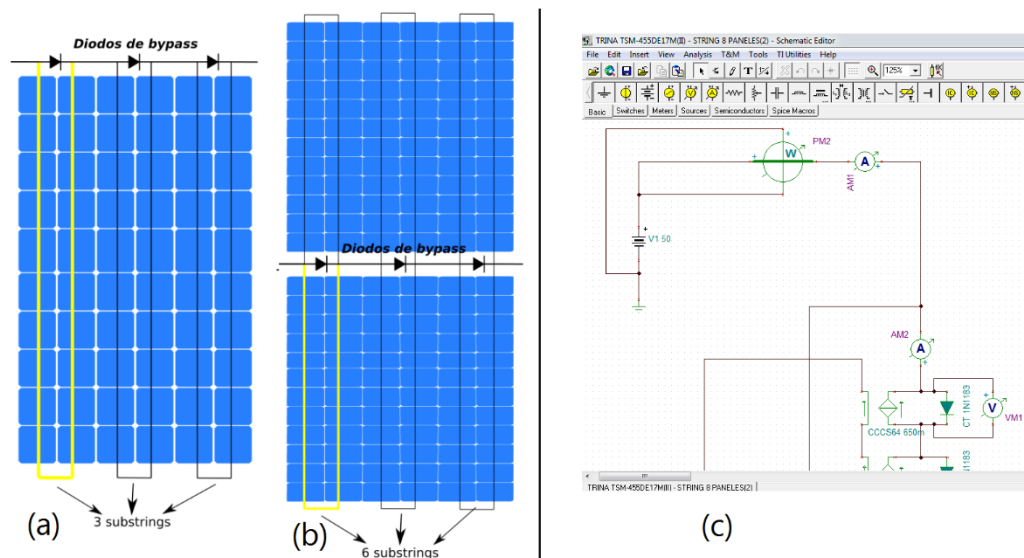 Diodos de bypass
(a)
3 substrings
Diodos de bypass
(b)
6 substrings
TRINA TSM-455DE17M(II) - STRING 8 PANELES(2) - Schematic Editor
File Edit Insert View Analysis T&M Tools TI Utilities Help
125%
Basic Switches Meters Sources Semiconductors Spice Macros
PM2
W
A
AM1
V1 50
AM2
A
CT 1N1183
V
VM1
CCCS64 650m
TRINA TSM-455DE17M(II) - STRING 8 PANELES(2)
(c)